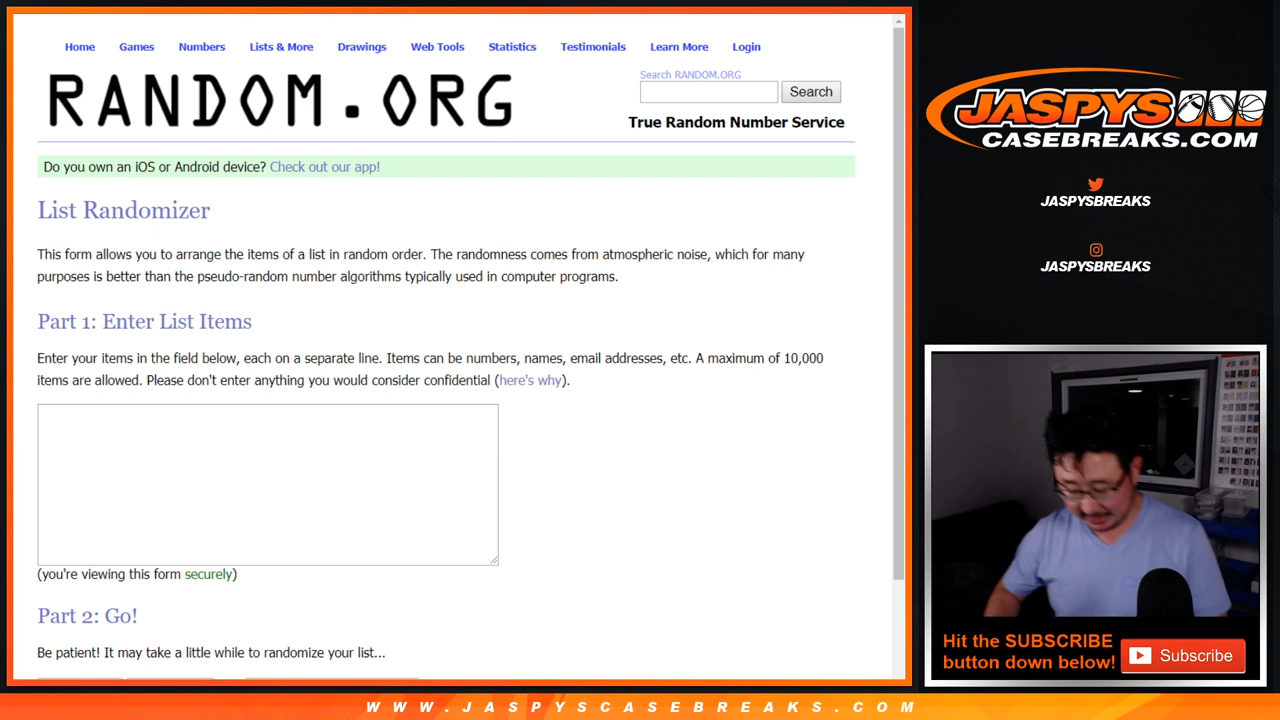 Home Games Numbers Lists & More Drawings Web Tools Statistics Testimonials Learn More Login
RANDOM.ORG
Search RANDOM.ORG
Search
True Random Number Service
Do you own an iOS or Android device? Check out our app!
List Randomizer
This form allows you to arrange the items of a list in random order. The randomness comes from atmospheric noise, which for many
purposes is better than the pseudo-random number algorithms typically used in computer programs.
Part 1: Enter List Items
Enter your items in the field below, each on a separate line. Items can be numbers, names, email addresses, etc. A maximum of 10,000
items are allowed. Please don't enter anything you would consider confidential (here's why).
(you're viewing this form securely)
Part 2: Go!
Be patient! It may take a little while to randomize your list...
JASPYS
CASEBREAKS.COM
JASPYSBREAKS
JASPYSBREAKS
Hit the SUBSCRIBE
button down below!
Subscribe
WWW.JASPYSCASEBREAKS.COM